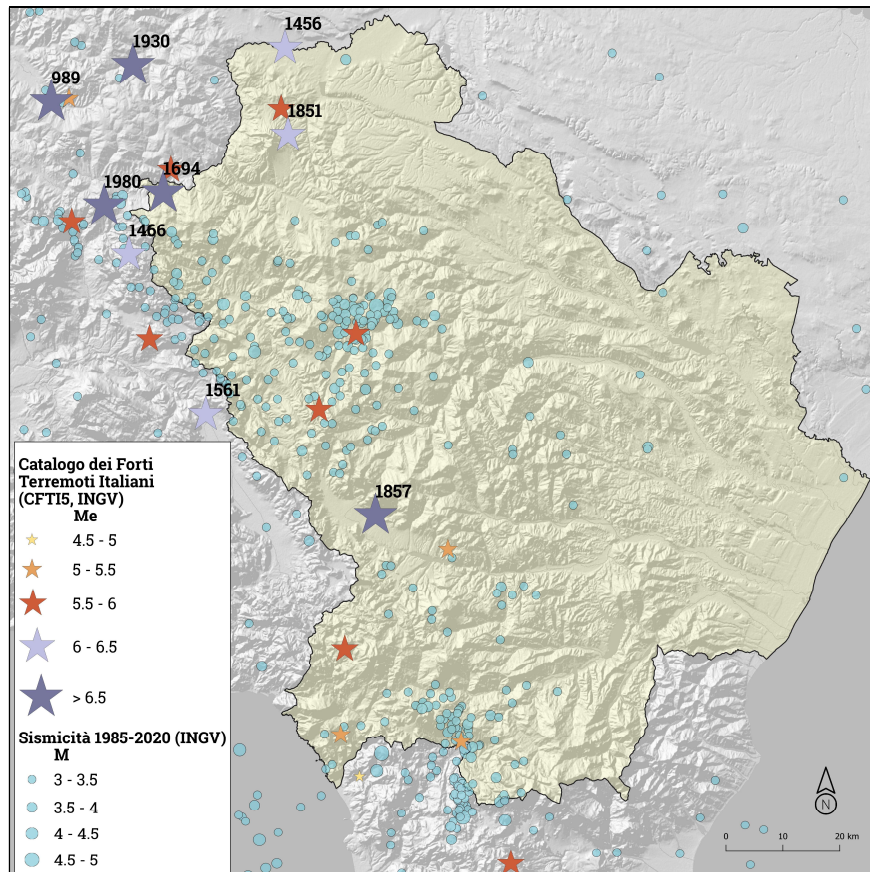 1456
1930
989
1851
1694
1980
1466
1561
1857
Catalogo dei Forti
Terremoti Italiani
(CFTI5, INGV)
Me
4.5 - 5
5 - 5.5
5.5 - 6
6 - 6.5
> 6.5
Sismicità 1985-2020 (INGV)
M
3 - 3.5
3.5 - 4
4 - 4.5
4.5 - 5
N
0 10 20 km